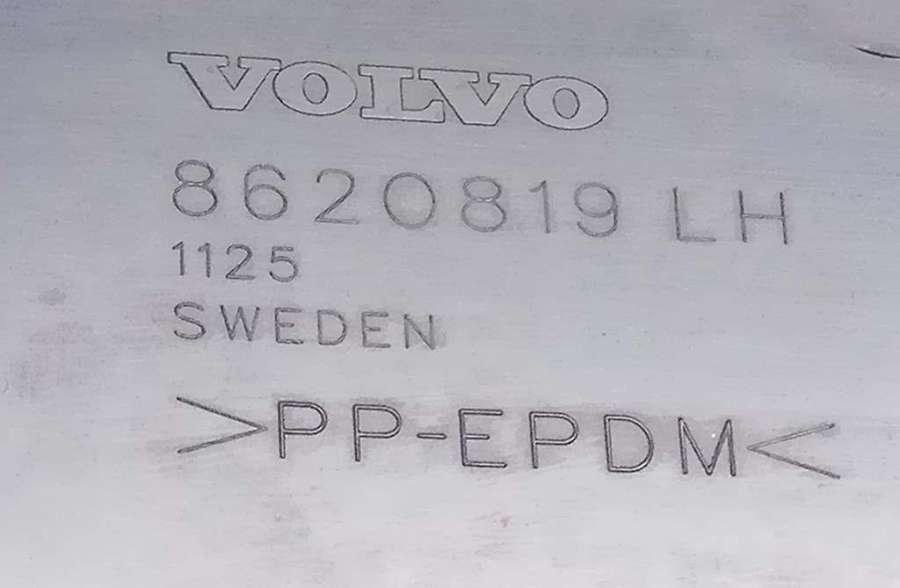 VOLVO
8620819 LH
1125
SWEDEN
>PP-EPDM<